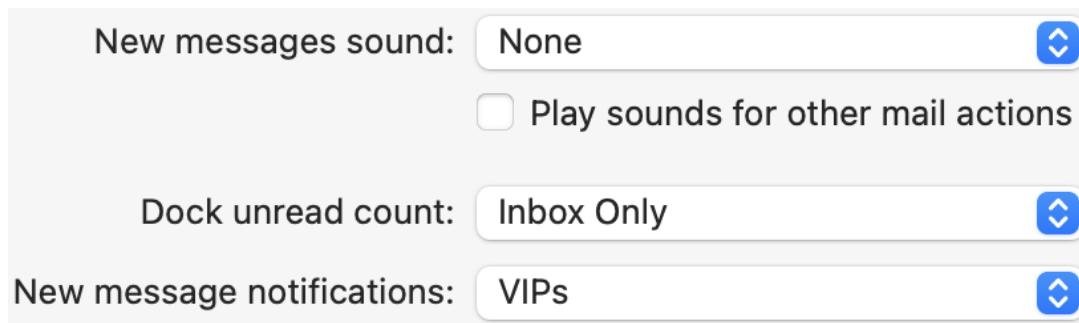 New messages sound: None
Play sounds for other mail actions
Dock unread count: Inbox Only
New message notifications: VIPs